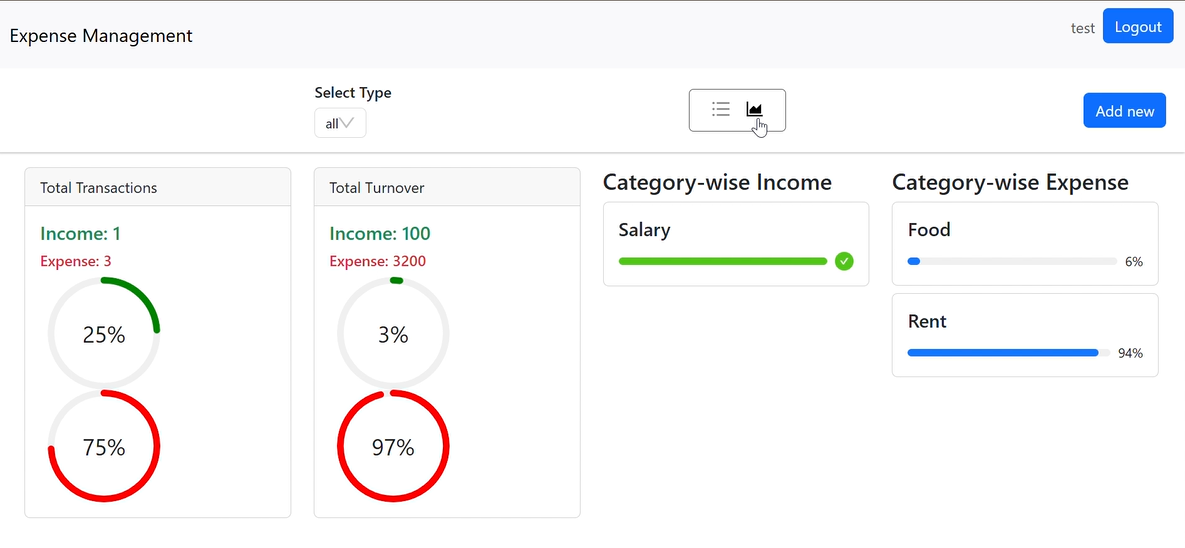 Expense Management
test
Logout
Select Type
all
Add new
Total Transactions
Income: 1
Expense: 3
25%
75%
Total Turnover
Income: 100
Expense: 3200
3%
97%
Category-wise Income
Salary
Category-wise Expense
Food
6%
Rent
94%